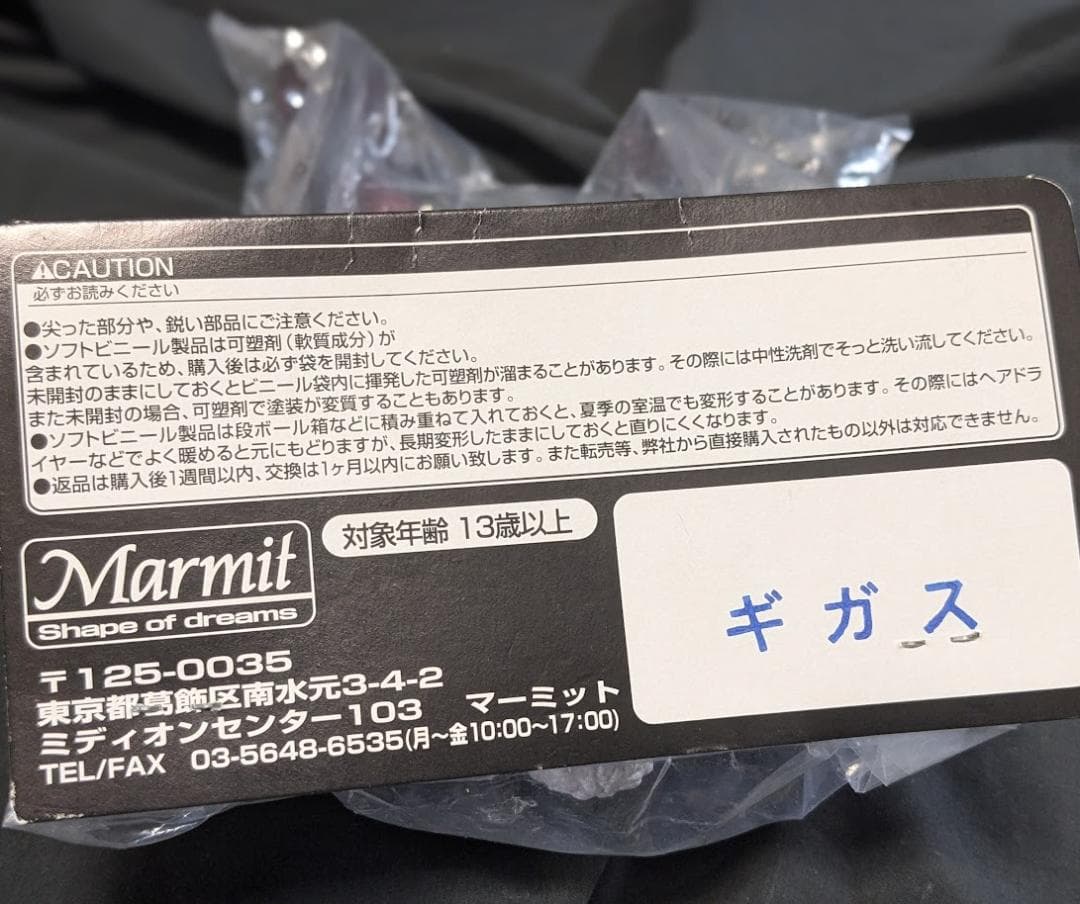 ⚠CAUTION
必ずお読みください
●尖った部分や、鋭い部品にご注意ください。
●ソフトビニール製品は可塑剤(軟質成分)が
含まれているため、購入後は必ず袋を開封してください。
未開封のままにしておくとビニール袋内に揮発した可塑剤が溜まることがあります。その際には中性洗剤でそっと洗い流してください。
また未開封の場合、可塑剤で塗装が変質することもあります。
●ソフトビニール製品は段ボール箱などに積み重ねて入れておくと、夏季の室温でも変形することがあります。その際にはヘアドラ
イヤーなどでよく暖めると元にもどりますが、長期変形したままにしておくと直りにくくなります。
●返品は購入後1週間以内、交換は1ヶ月以内にお願い致します。また転売等、弊社から直接購入されたもの以外は対応できません。
Marmit
Shape of dreams
対象年齢 13歳以上
ギガス
〒125-0035
東京都葛飾区南水元3-4-2
ミディオンセンター103 マーミット
TEL/FAX 03-5648-6535(月〜金10:00〜17:00)